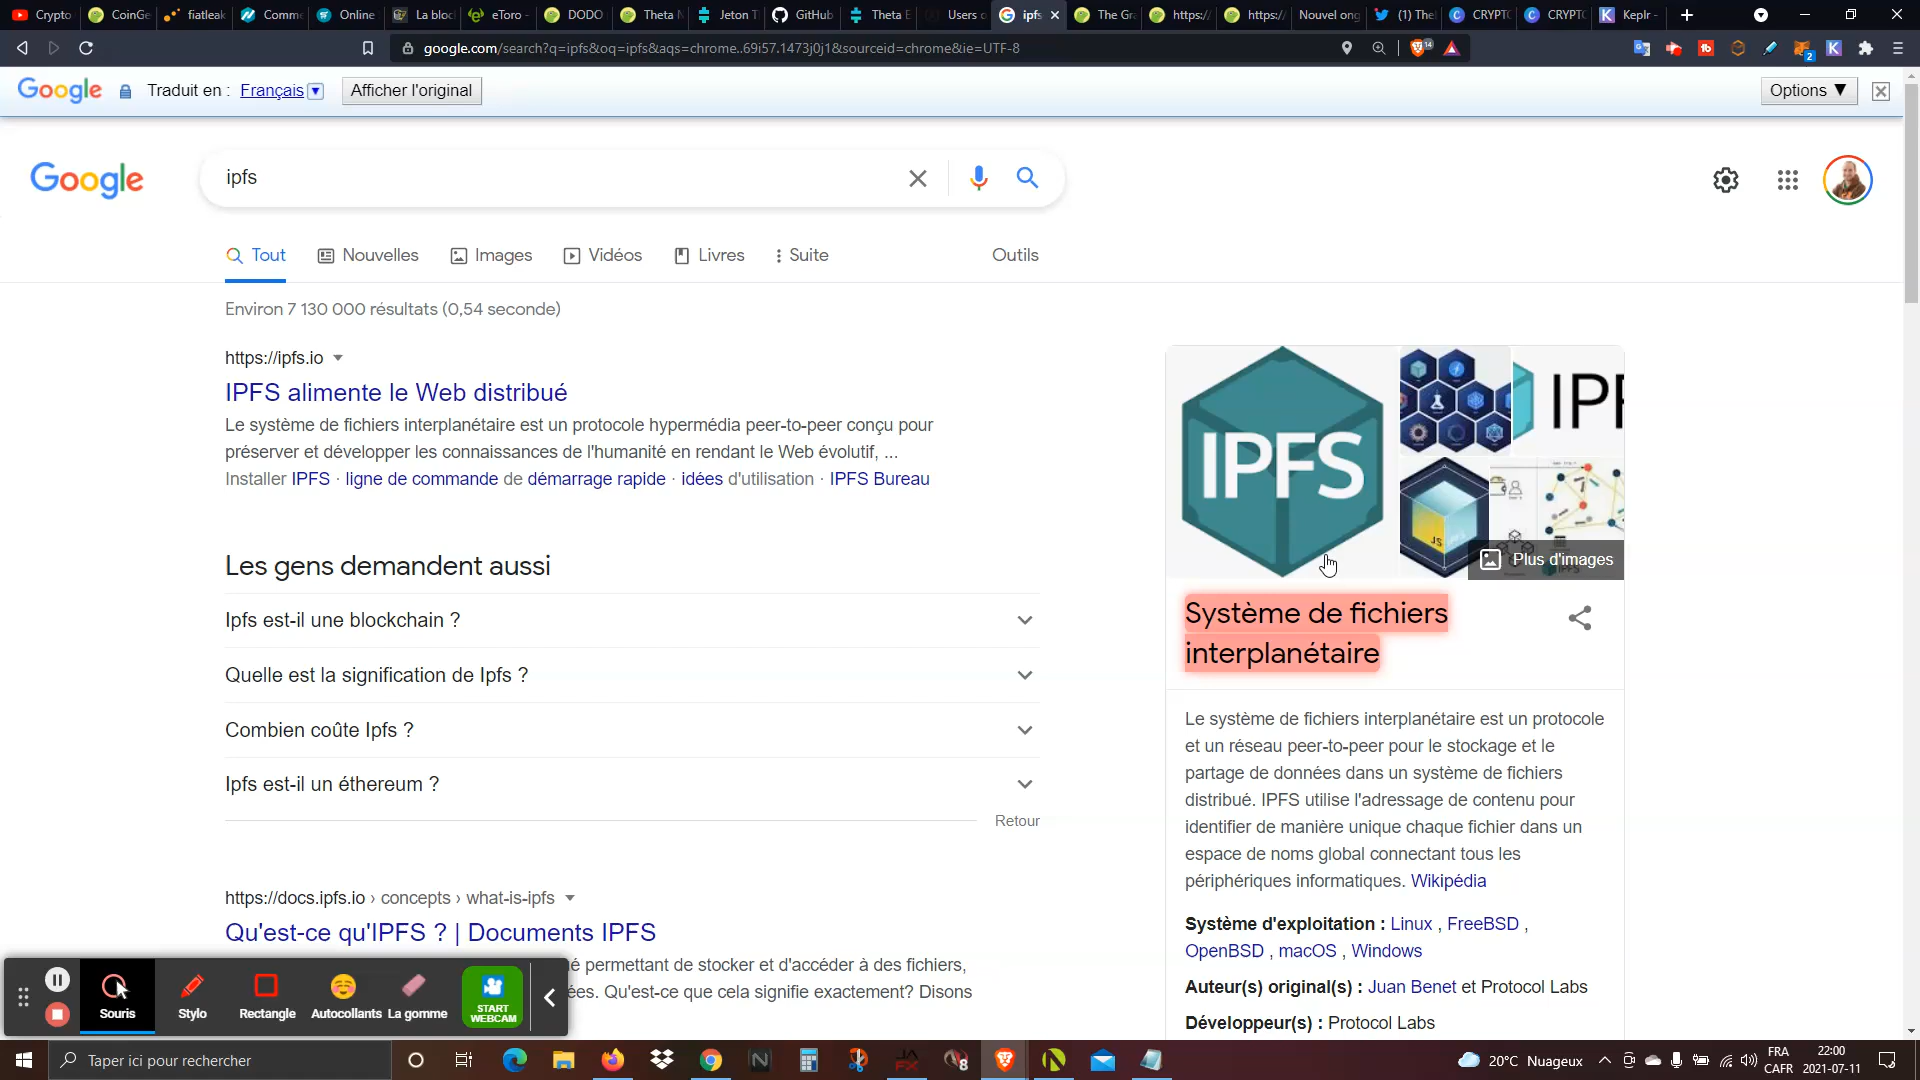 Crypto
CoinGe
fiatleak
Comme
Online
La bloc
eToro -
DODO
Theta N
Jeton T
GitHub
Theta E
Users o
ipfs
The Gra
https:/
https:/
Nouvel ong
(1) The
CRYPTO
CRYPTO
Keplr -
google.com/search?q=ipfs&oq=ipfs&aqs=chrome..69i57.1473j0j1&sourceid=chrome&ie=UTF-8
Google Traduit en : Français Afficher l'original Options ▼
Google ipfs
Tout Nouvelles Images Vidéos Livres Suite Outils
Environ 7 130 000 résultats (0,54 seconde)
https://ipfs.io
IPFS alimente le Web distribué
Le système de fichiers interplanétaire est un protocole hypermédia peer-to-peer conçu pour
préserver et développer les connaissances de l'humanité en rendant le Web évolutif, ...
Installer IPFS · ligne de commande de démarrage rapide · idées d'utilisation · IPFS Bureau
Les gens demandent aussi
Ipfs est-il une blockchain ?
Quelle est la signification de Ipfs ?
Combien coûte Ipfs ?
Ipfs est-il un éthereum ?
Retour
https://docs.ipfs.io › concepts › what-is-ipfs
Qu'est-ce qu'IPFS ? | Documents IPFS
é permettant de stocker et d'accéder à des fichiers,
ées. Qu'est-ce que cela signifie exactement? Disons
IPFS
IPF
JS
Plus d'images
Système de fichiers
interplanétaire
Le système de fichiers interplanétaire est un protocole
et un réseau peer-to-peer pour le stockage et le
partage de données dans un système de fichiers
distribué. IPFS utilise l'adressage de contenu pour
identifier de manière unique chaque fichier dans un
espace de noms global connectant tous les
périphériques informatiques. Wikipédia
Système d'exploitation : Linux , FreeBSD ,
OpenBSD , macOS , Windows
Auteur(s) original(s) : Juan Benet et Protocol Labs
Développeur(s) : Protocol Labs
Souris Stylo Rectangle Autocollants La gomme START
WEBCAM
Taper ici pour rechercher
20°C Nuageux
FRA
CAFR
22:00
2021-07-11